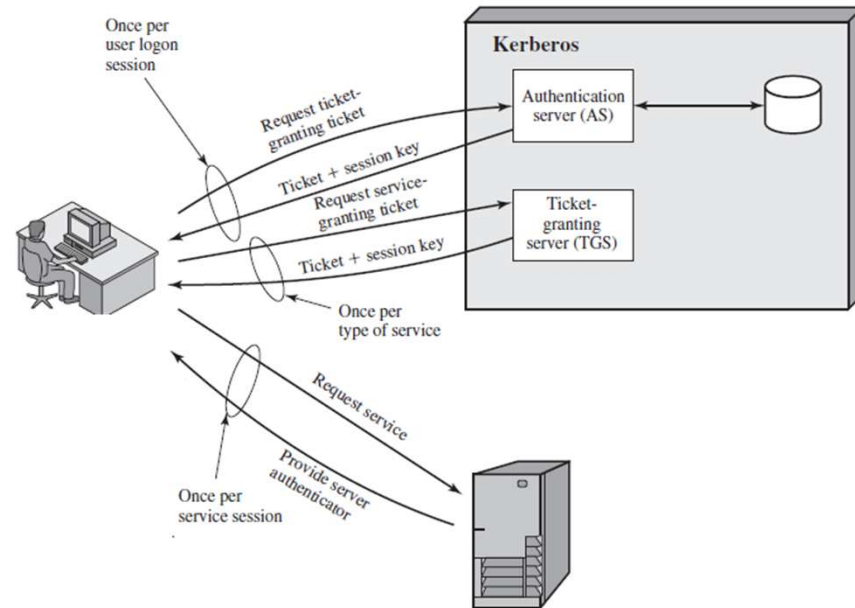 Once per
user logon
session
Kerberos
Request ticket-
granting ticket
Authentication
server (AS)
Ticket + session key
Request service-
granting ticket
Ticket-
granting
server (TGS)
Ticket + session key
Once per
type of service
Request service
Provide server
authenticator
Once per
service session